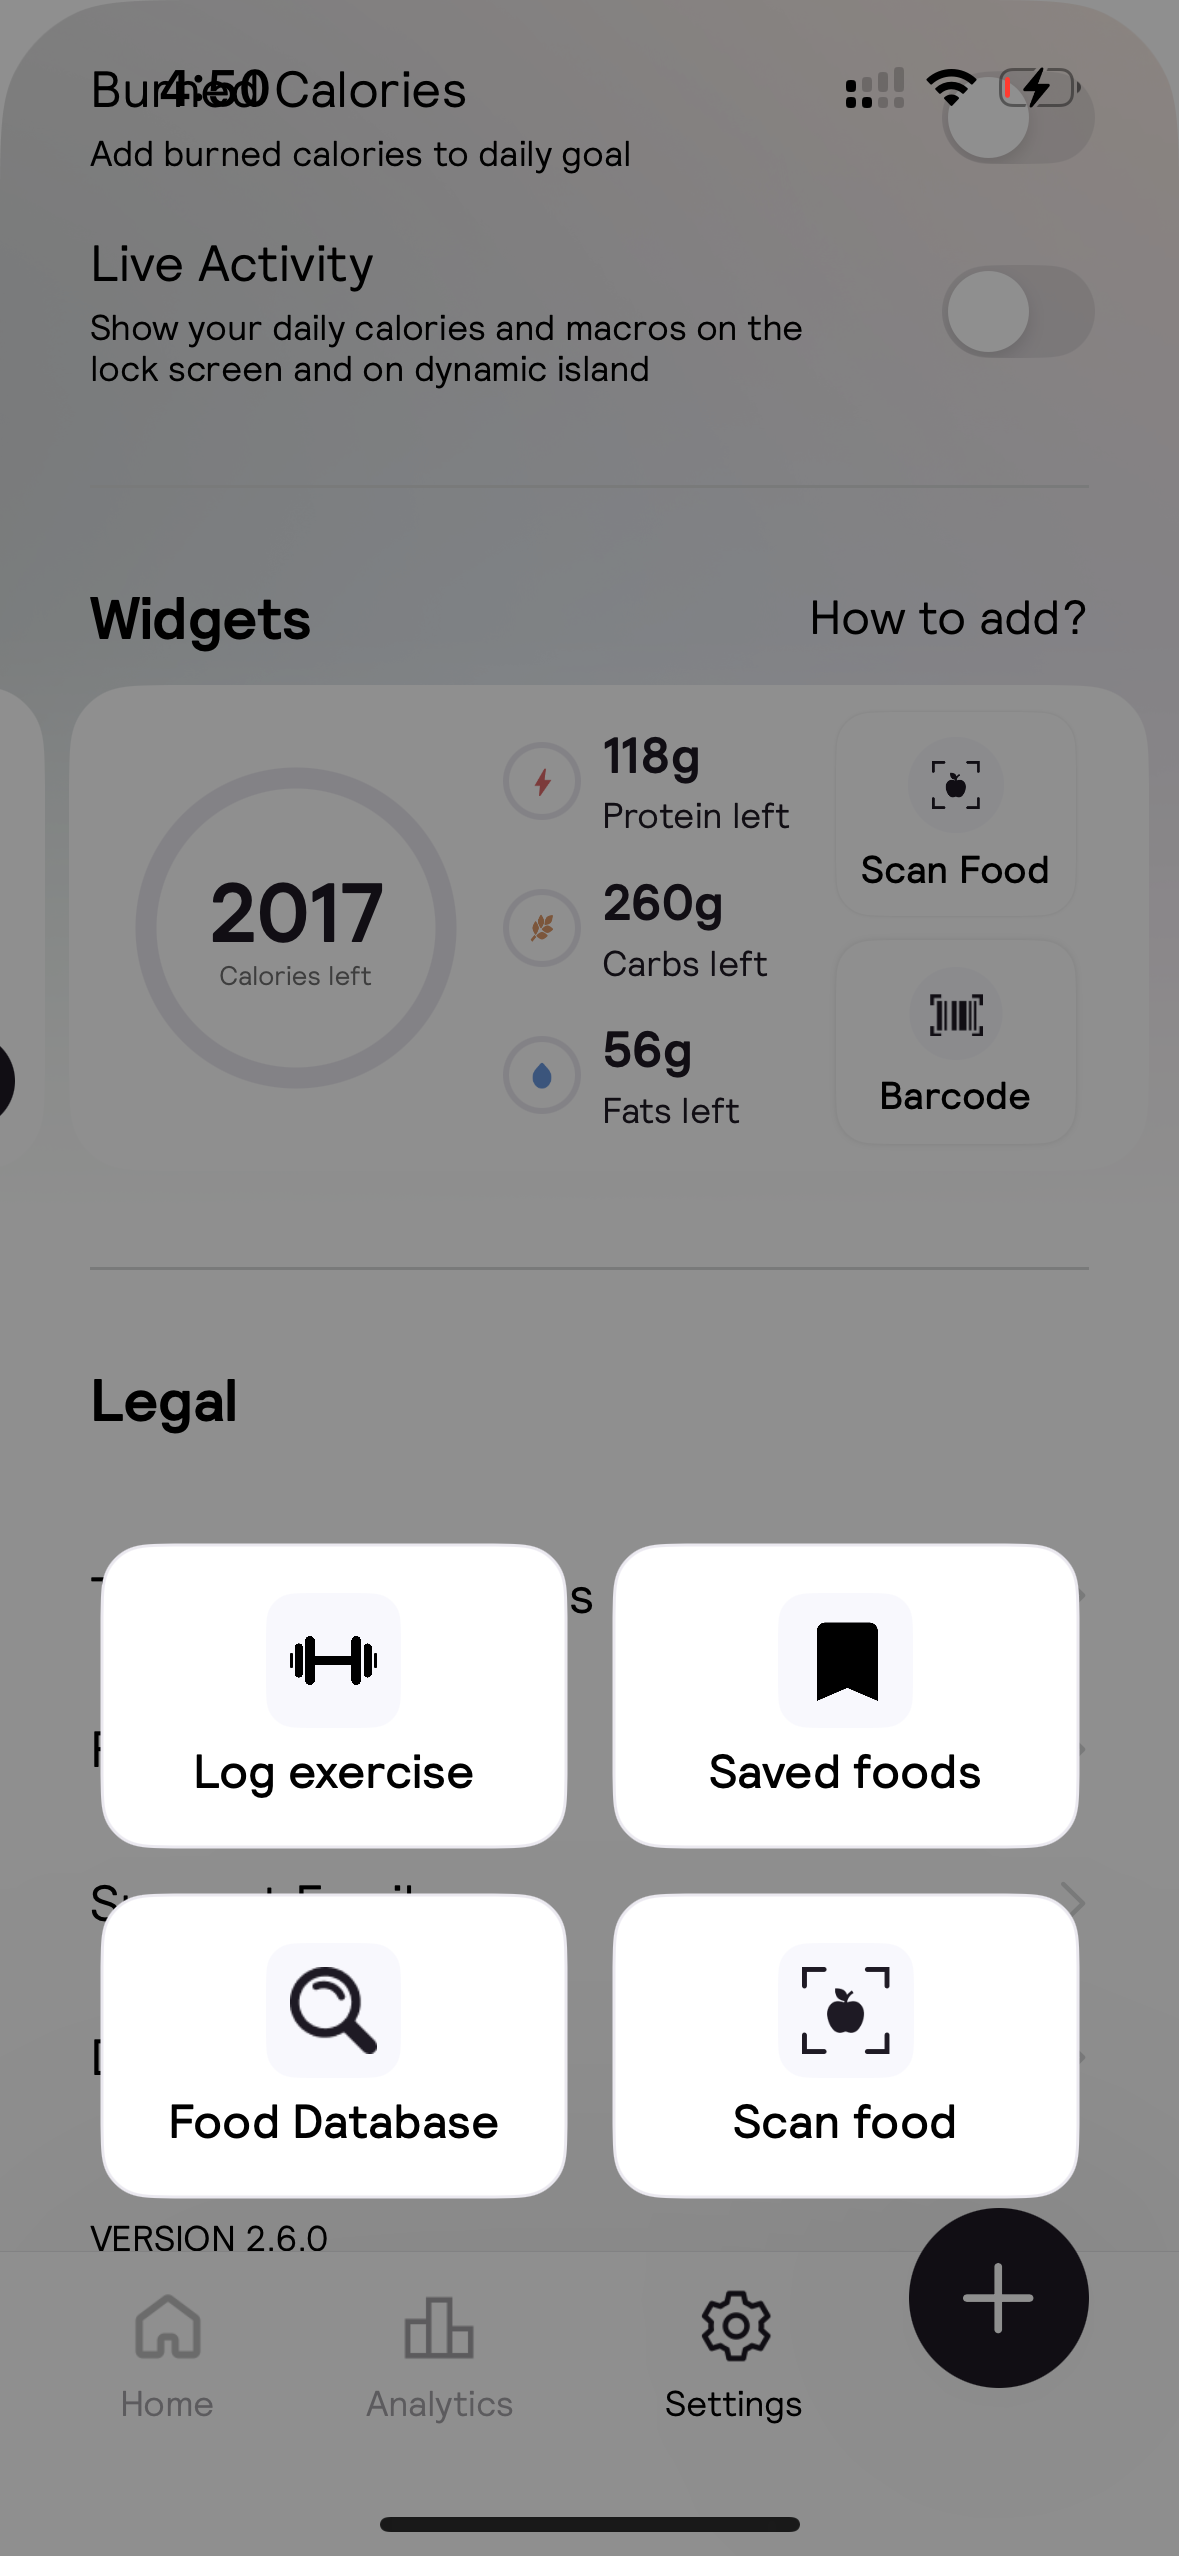 Burned Calories
4:50
Add burned calories to daily goal
Live Activity
Show your daily calories and macros on the
lock screen and on dynamic island
Widgets
How to add?
2017
Calories left
118g
Protein left
260g
Carbs left
56g
Fats left
Scan Food
Barcode
Legal
Log exercise
Saved foods
Food Database
Scan food
VERSION 2.6.0
Home
Analytics
Settings